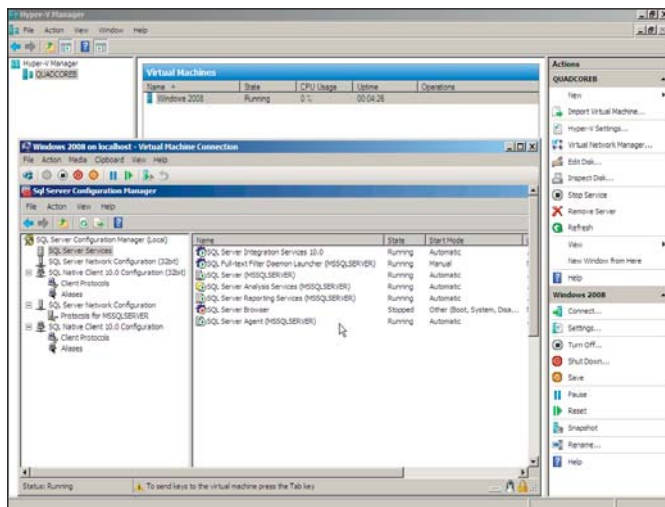 Hyper-V Manager
File Action View Window Help
Hyper-V Manager
QUADCOREB
Virtual Machines
Name State CPU Usage Uptime Operations
Windows 2008 Running 0 % 00:04:26
Windows 2008 on localhost - Virtual Machine Connection
File Action Media Clipboard View Help
Sql Server Configuration Manager
File Action View Help
SQL Server Configuration Manager (Local)
SQL Server Services
SQL Server Network Configuration (32bit)
SQL Native Client 10.0 Configuration (32bit)
Client Protocols
Aliases
SQL Server Network Configuration
Protocols for MSSQLSERVER
SQL Native Client 10.0 Configuration
Client Protocols
Aliases
Name State Start Mode
SQL Server Integration Services 10.0 Running Automatic
SQL Full-text Filter Daemon Launcher (MSSQLSERVER) Running Manual
SQL Server (MSSQLSERVER) Running Automatic
SQL Server Analysis Services (MSSQLSERVER) Running Automatic
SQL Server Reporting Services (MSSQLSERVER) Running Automatic
SQL Server Browser Stopped Other (Boot, System, Disa...
SQL Server Agent (MSSQLSERVER) Running Automatic
Status: Running
To send keys to the virtual machine press the Tab key
Actions
QUADCOREB
New
Import Virtual Machine...
Hyper-V Settings...
Virtual Network Manager...
Edit Disk...
Inspect Disk...
Stop Service
Remove Server
Refresh
View
New Window from Here
Help
Windows 2008
Connect...
Settings...
Turn Off...
Shut Down...
Save
Pause
Reset
Snapshot
Rename...
Help